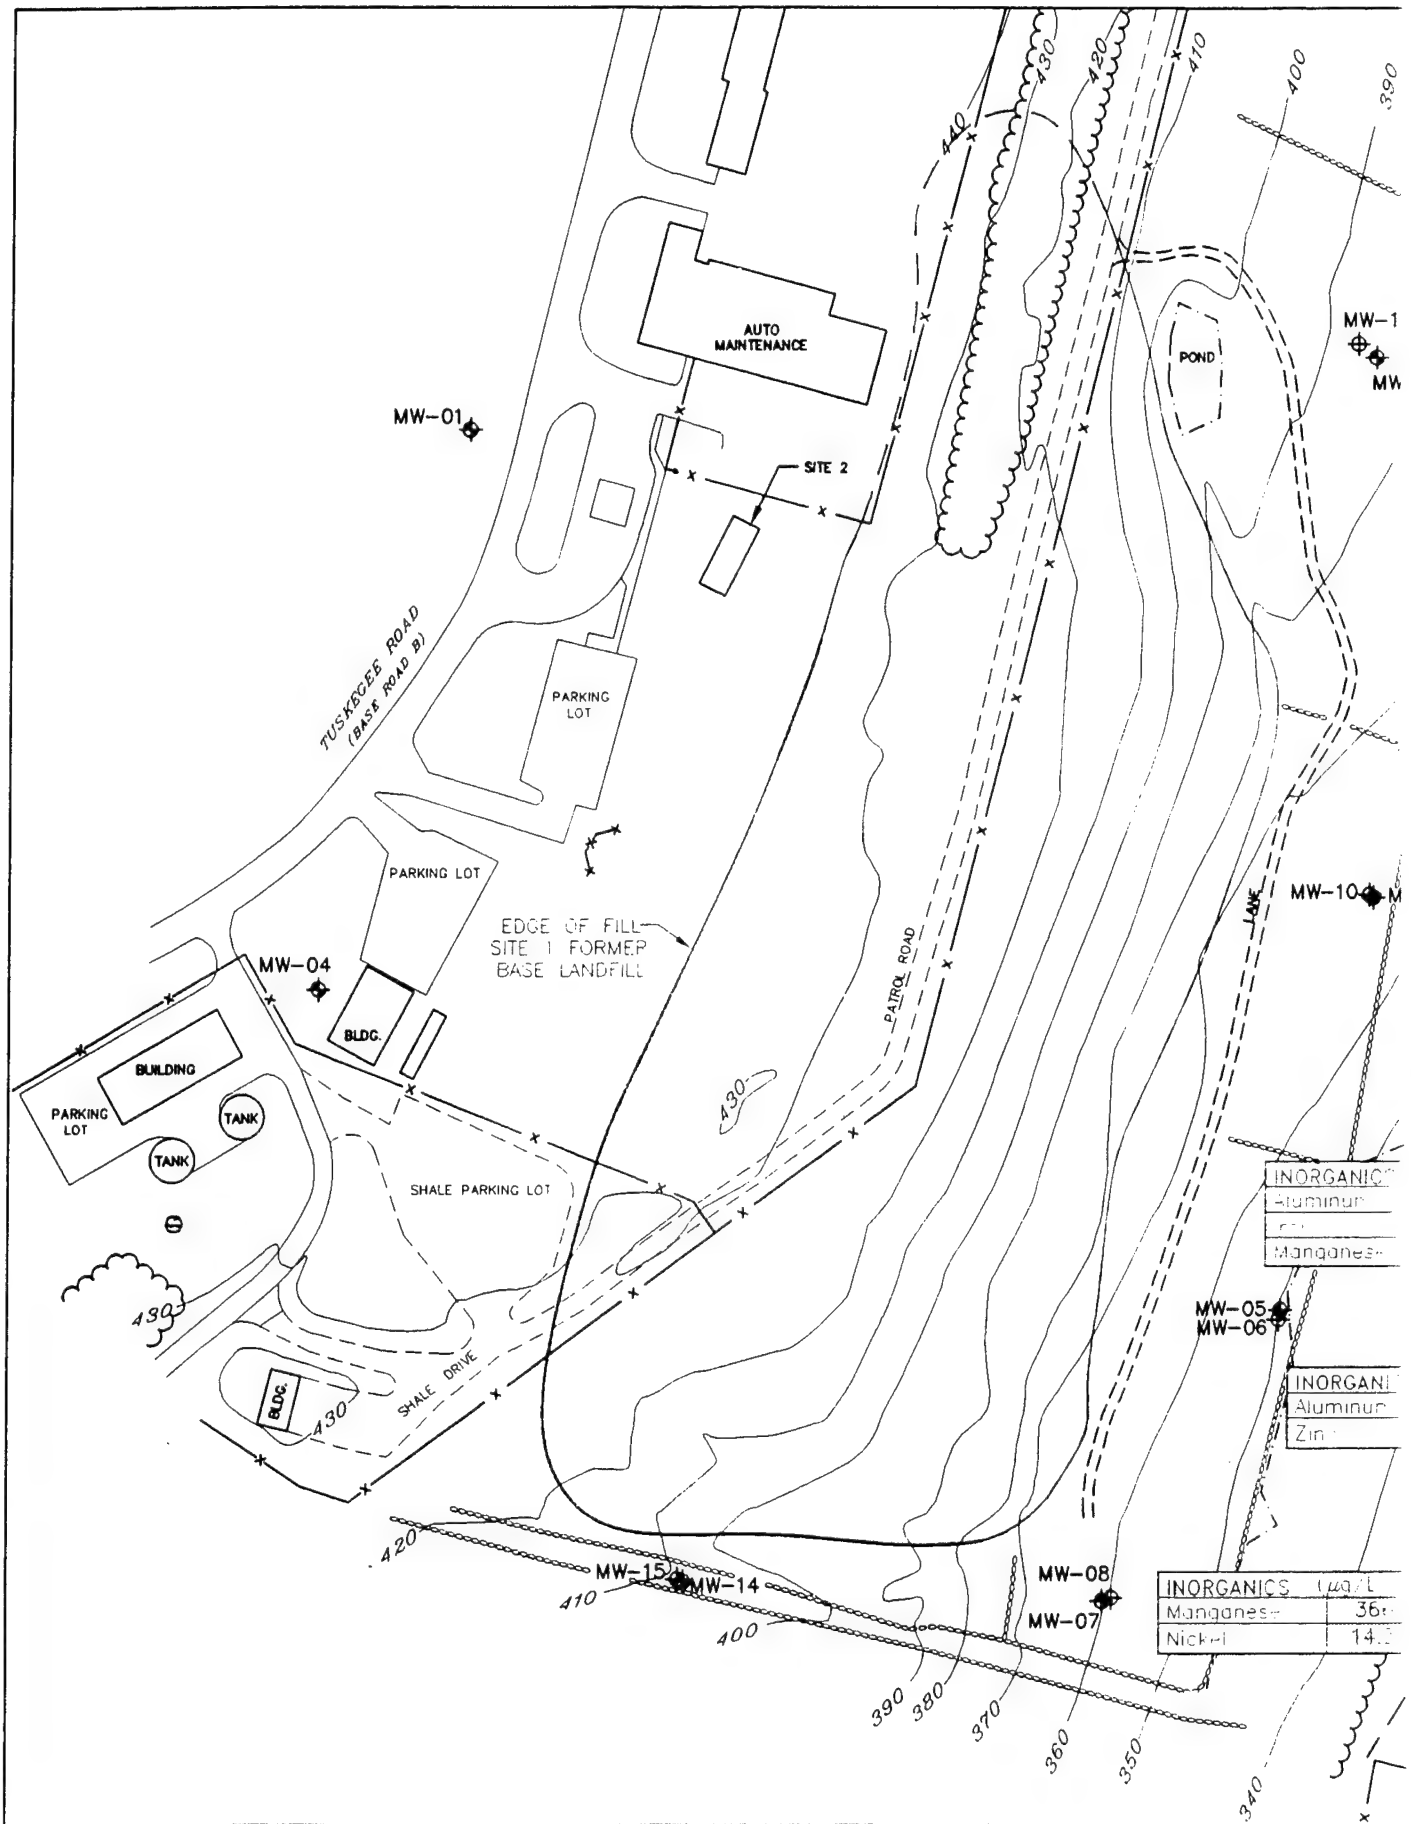 430
420
410
400
390
440
AUTO
MAINTENANCE
POND
MW-1
MW
MW-01
SITE 2
TUSKEGEE ROAD
(BASE ROAD B)
PARKING
LOT
PARKING LOT
EDGE OF FILL
SITE 1 FORMER
BASE LANDFILL
PATROL ROAD
LANE
MW-10
M
MW-04
BLDG.
BUILDING
PARKING
LOT
TANK
TANK
430
SHALE PARKING LOT
INORGANIC
Aluminum
Manganese
430
MW-05
MW-06
SHALE DRIVE
BLDG.
430
INORGANI
Aluminum
Zin
420
MW-15
MW-14
410
400
MW-08
MW-07
INORGANICS (µg/L
Manganese 36
Nickel 14.
390
380
370
360
350
340